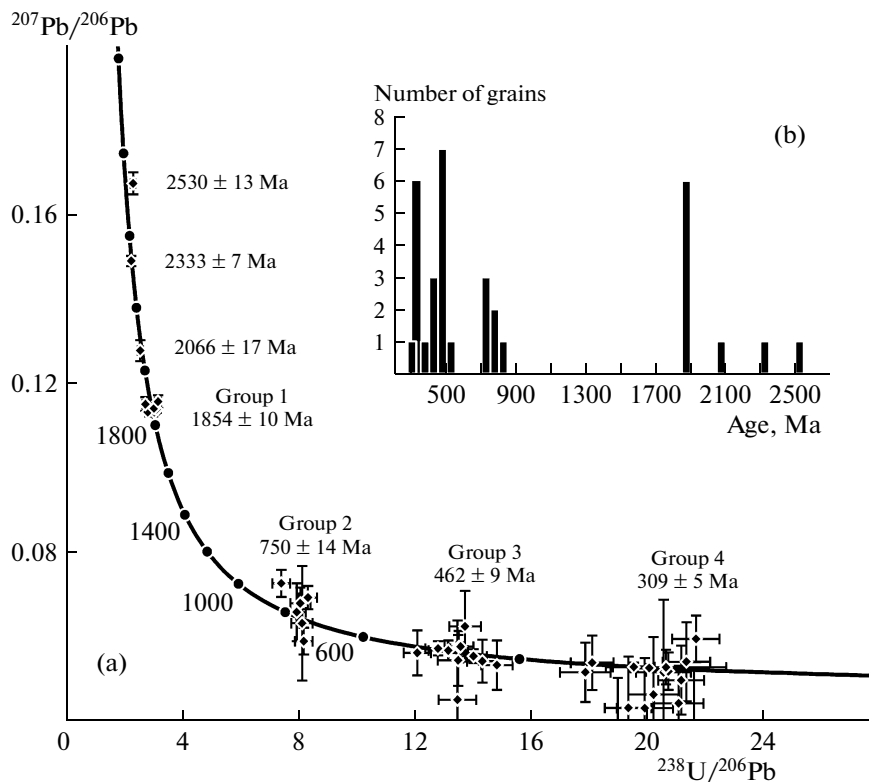 ²⁰⁷Pb/²⁰⁶Pb
Number of grains
8
(b)
7
2530 ± 13 Ma
6
0.16
5
4
2333 ± 7 Ma
3
2
2066 ± 17 Ma
1
0.12
Group 1
1854 ± 10 Ma
500 900 1300 1700 2100 2500
Age, Ma
1800
1400
Group 2
750 ± 14 Ma
Group 3
462 ± 9 Ma
Group 4
309 ± 5 Ma
0.08
1000
600
(a)
0 4 8 12 16 20 24
²³⁸U/²⁰⁶Pb